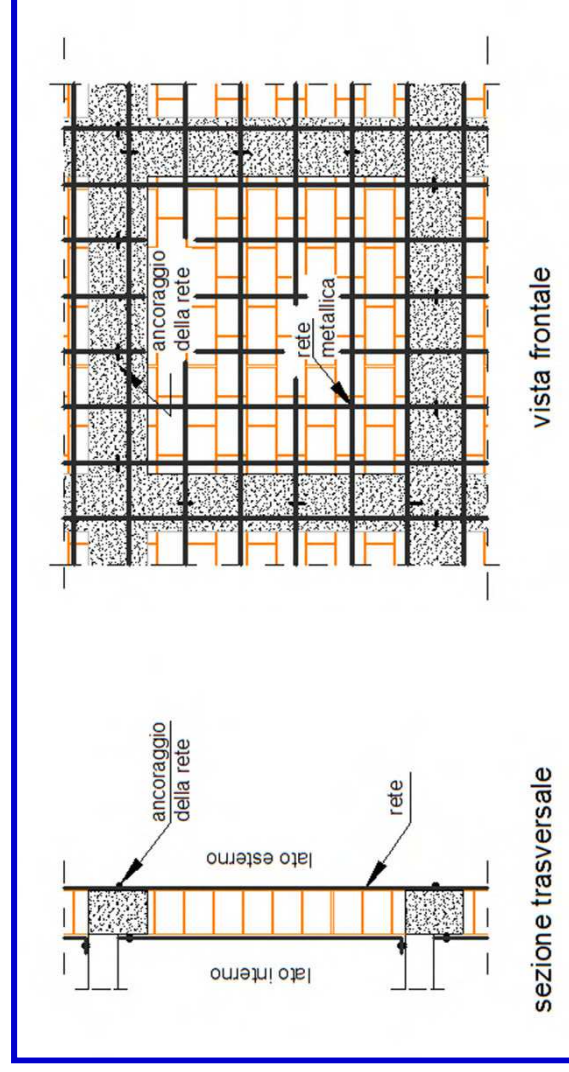 ancoraggio
della rete
rete
metallica
vista frontale
ancoraggio
della rete
rete
lato esterno
lato interno
sezione trasversale